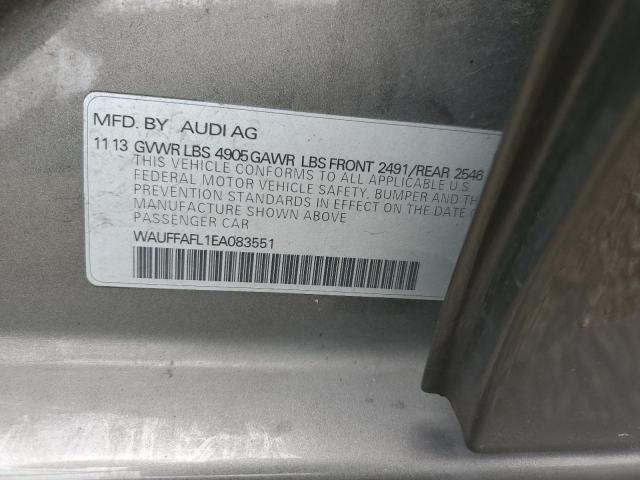 MFD. BY AUDI AG
11 13 GVWR LBS 4905 GAWR LBS FRONT 2491/REAR 2546
THIS VEHICLE CONFORMS TO ALL APPLICABLE U.S
FEDERAL MOTOR VEHICLE SAFETY, BUMPER AND THE
PREVENTION STANDARDS IN EFFECT ON THE DATE
MANUFACTURE SHOWN ABOVE
PASSENGER CAR
WAUFFAFL1EA083551